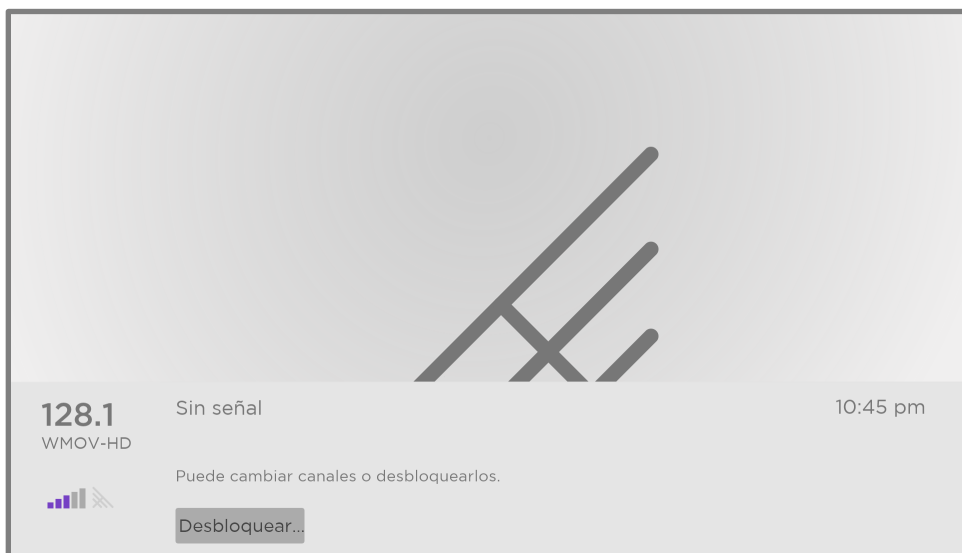 128.1
Sin señal
10:45 pm
WMOV-HD
Puede cambiar canales o desbloquearlos.
Desbloquear...